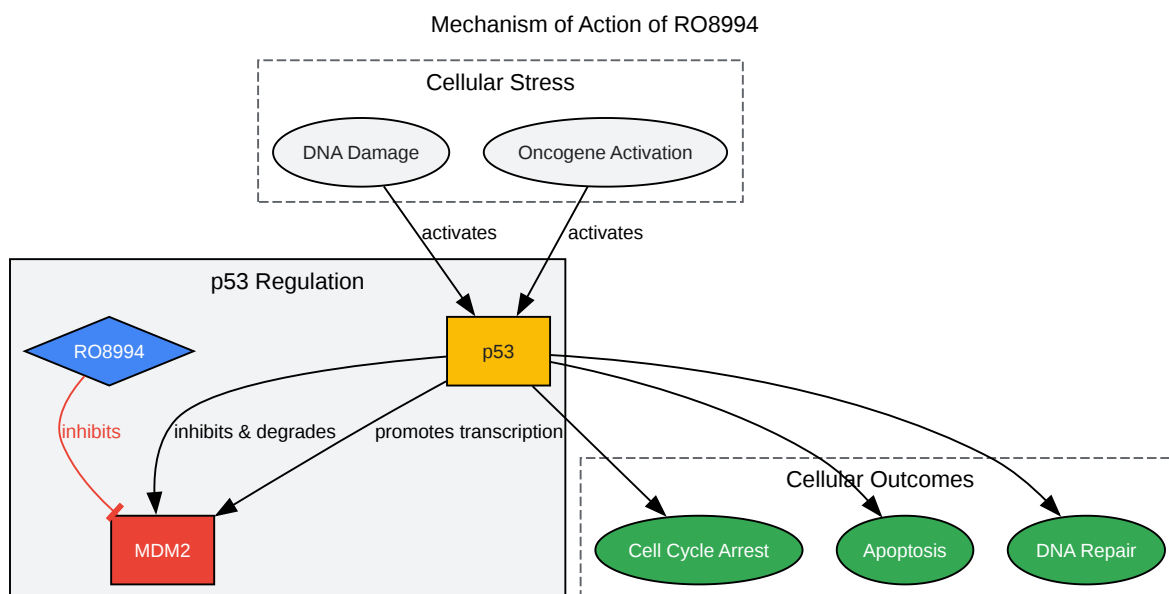 Mechanism of Action of RO8994
Cellular Stress
DNA Damage
Oncogene Activation
activates
activates
p53 Regulation
RO8994
p53
inhibits
inhibits & degrades
promotes transcription
Cellular Outcomes
MDM2
Cell Cycle Arrest
Apoptosis
DNA Repair